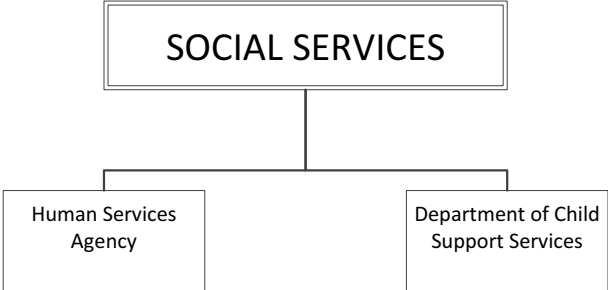 SOCIAL SERVICES
Human Services
Agency
Department of Child
Support Services